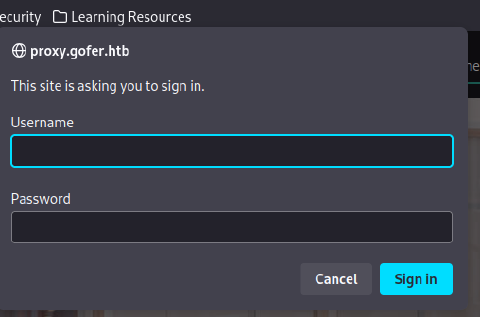 ecurity Learning Resources
proxy.gofer.htb
This site is asking you to sign in.
Username
Password
Cancel Sign in